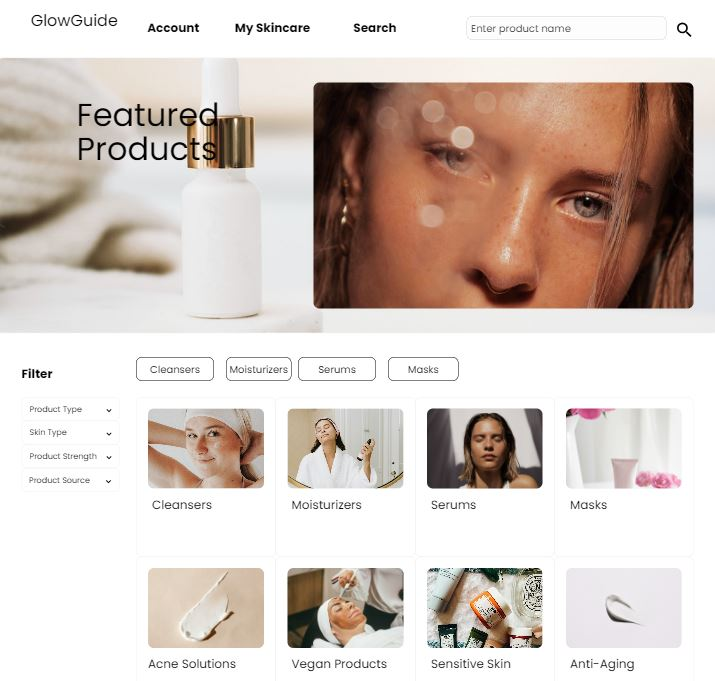 GlowGuide
Account
My Skincare
Search
Enter product name
Featured
Products
Filter
Cleansers
Moisturizers
Serums
Masks
Product Type
Skin Type
Product Strength
Product Source
Cleansers
Moisturizers
Serums
Masks
Acne Solutions
Vegan Products
Sensitive Skin
Anti-Aging